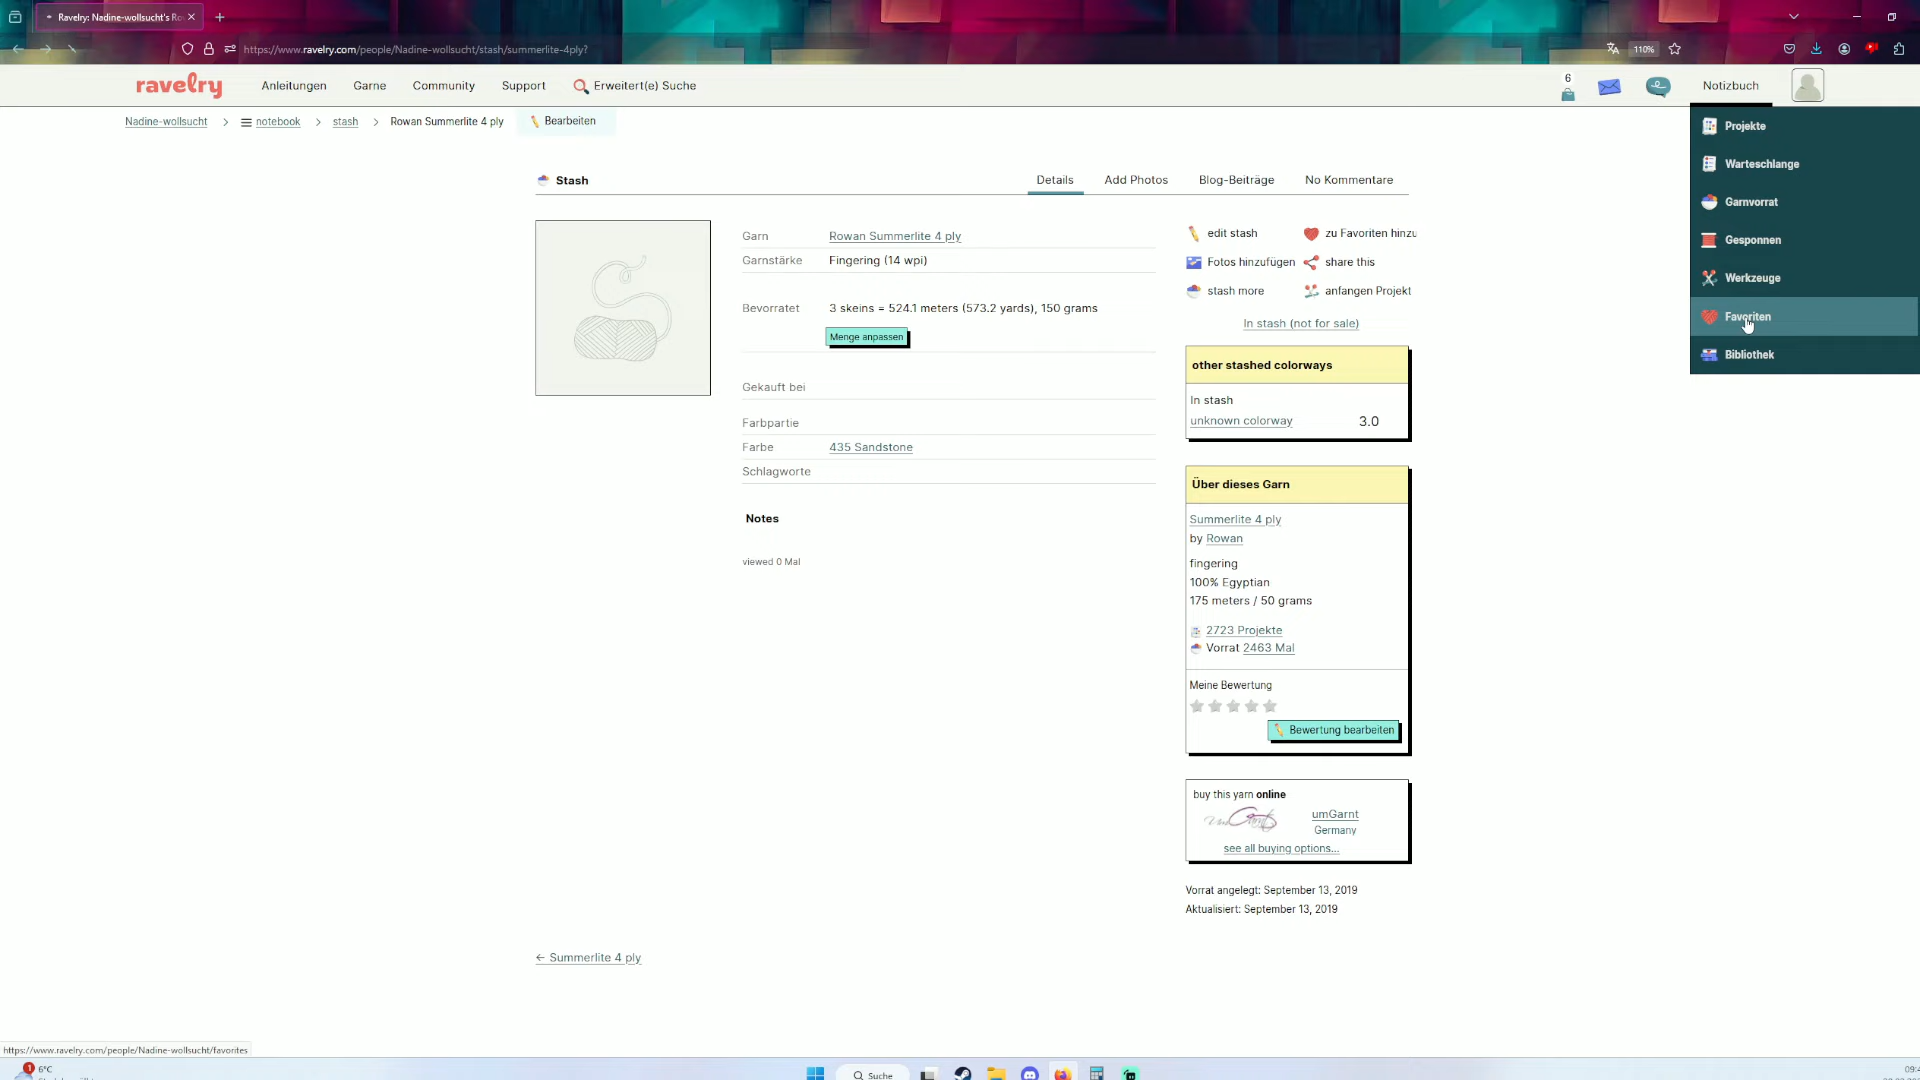 Ravelry: Nadine-wollsucht's Ro
https://www.ravelry.com/people/Nadine-wollsucht/stash/summerlite-4ply?
110%
ravelry
Anleitungen
Garne
Community
Support
Erweitert(e) Suche
6
Notizbuch
Nadine-wollsucht > notebook > stash > Rowan Summerlite 4 ply
Bearbeiten
Projekte
Warteschlange
Garnvorrat
Gesponnen
Werkzeuge
Favoriten
Bibliothek
Stash
Details
Add Photos
Blog-Beiträge
No Kommentare
Garn Rowan Summerlite 4 ply
Garnstärke Fingering (14 wpi)
Bevorratet 3 skeins = 524.1 meters (573.2 yards), 150 grams
Menge anpassen
Gekauft bei
Farbpartie
Farbe 435 Sandstone
Schlagworte
Notes
viewed 0 Mal
edit stash
zu Favoriten hinzu
Fotos hinzufügen
share this
stash more
anfangen Projekt
In stash (not for sale)
other stashed colorways
In stash
unknown colorway 3.0
Über dieses Garn
Summerlite 4 ply
by Rowan
fingering
100% Egyptian
175 meters / 50 grams
2723 Projekte
Vorrat 2463 Mal
Meine Bewertung
Bewertung bearbeiten
buy this yarn online
umGarnt
umGarnt
Germany
see all buying options...
Vorrat angelegt: September 13, 2019
Aktualisiert: September 13, 2019
← Summerlite 4 ply
https://www.ravelry.com/people/Nadine-wollsucht/favorites
1
6°C
Suche